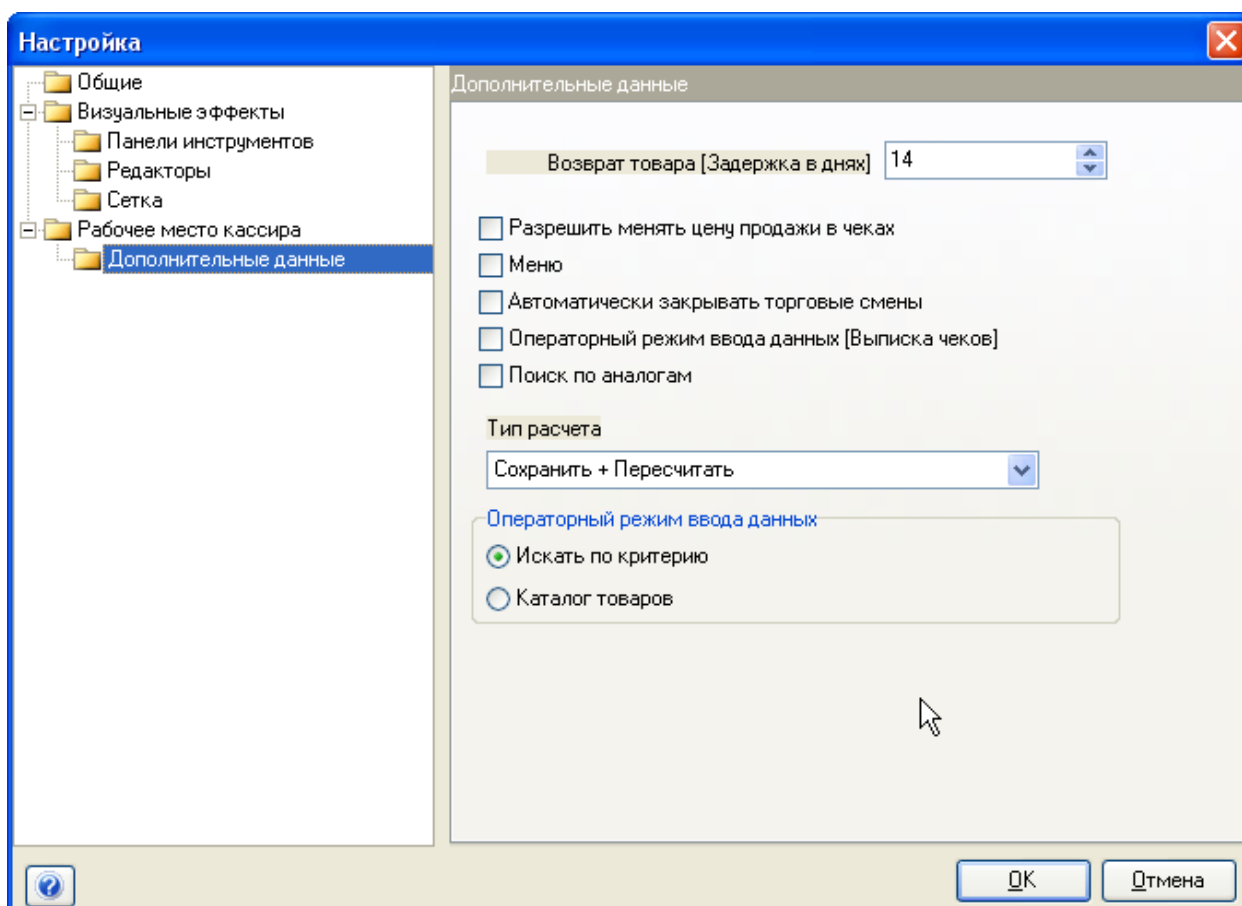 Настройка
Общие
Визуальные эффекты
Панели инструментов
Редакторы
Сетка
Рабочее место кассира
Дополнительные данные
Дополнительные данные
Возврат товара [Задержка в днях] 14
Разрешить менять цену продажи в чеках
Меню
Автоматически закрывать торговые смены
Операторный режим ввода данных [Выписка чеков]
Поиск по аналогам
Тип расчета
Сохранить + Пересчитать
Операторный режим ввода данных
Искать по критерию
Каталог товаров
OK Отмена